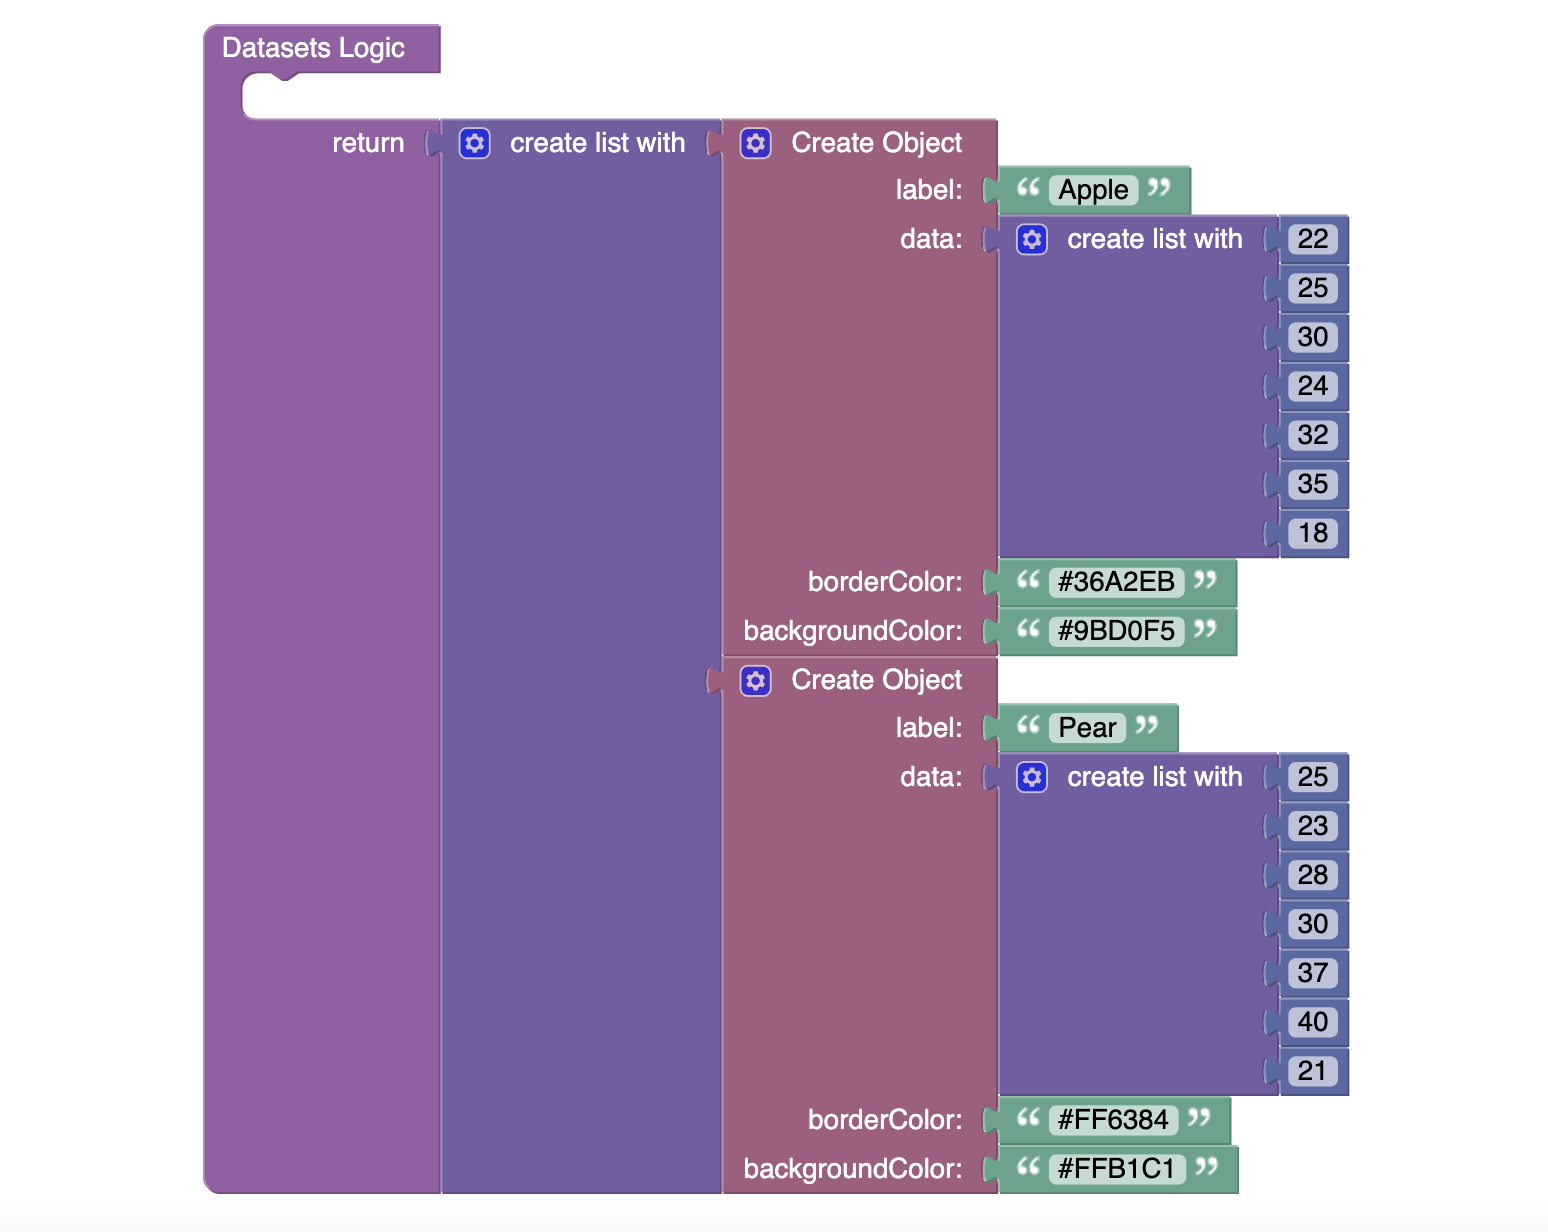 Datasets Logic
return create list with Create Object
label: “ Apple ”
data: create list with 22
25
30
24
32
35
18
borderColor: “ #36A2EB ”
backgroundColor: “ #9BD0F5 ”
Create Object
label: “ Pear ”
data: create list with 25
23
28
30
37
40
21
borderColor: “ #FF6384 ”
backgroundColor: “ #FFB1C1 ”